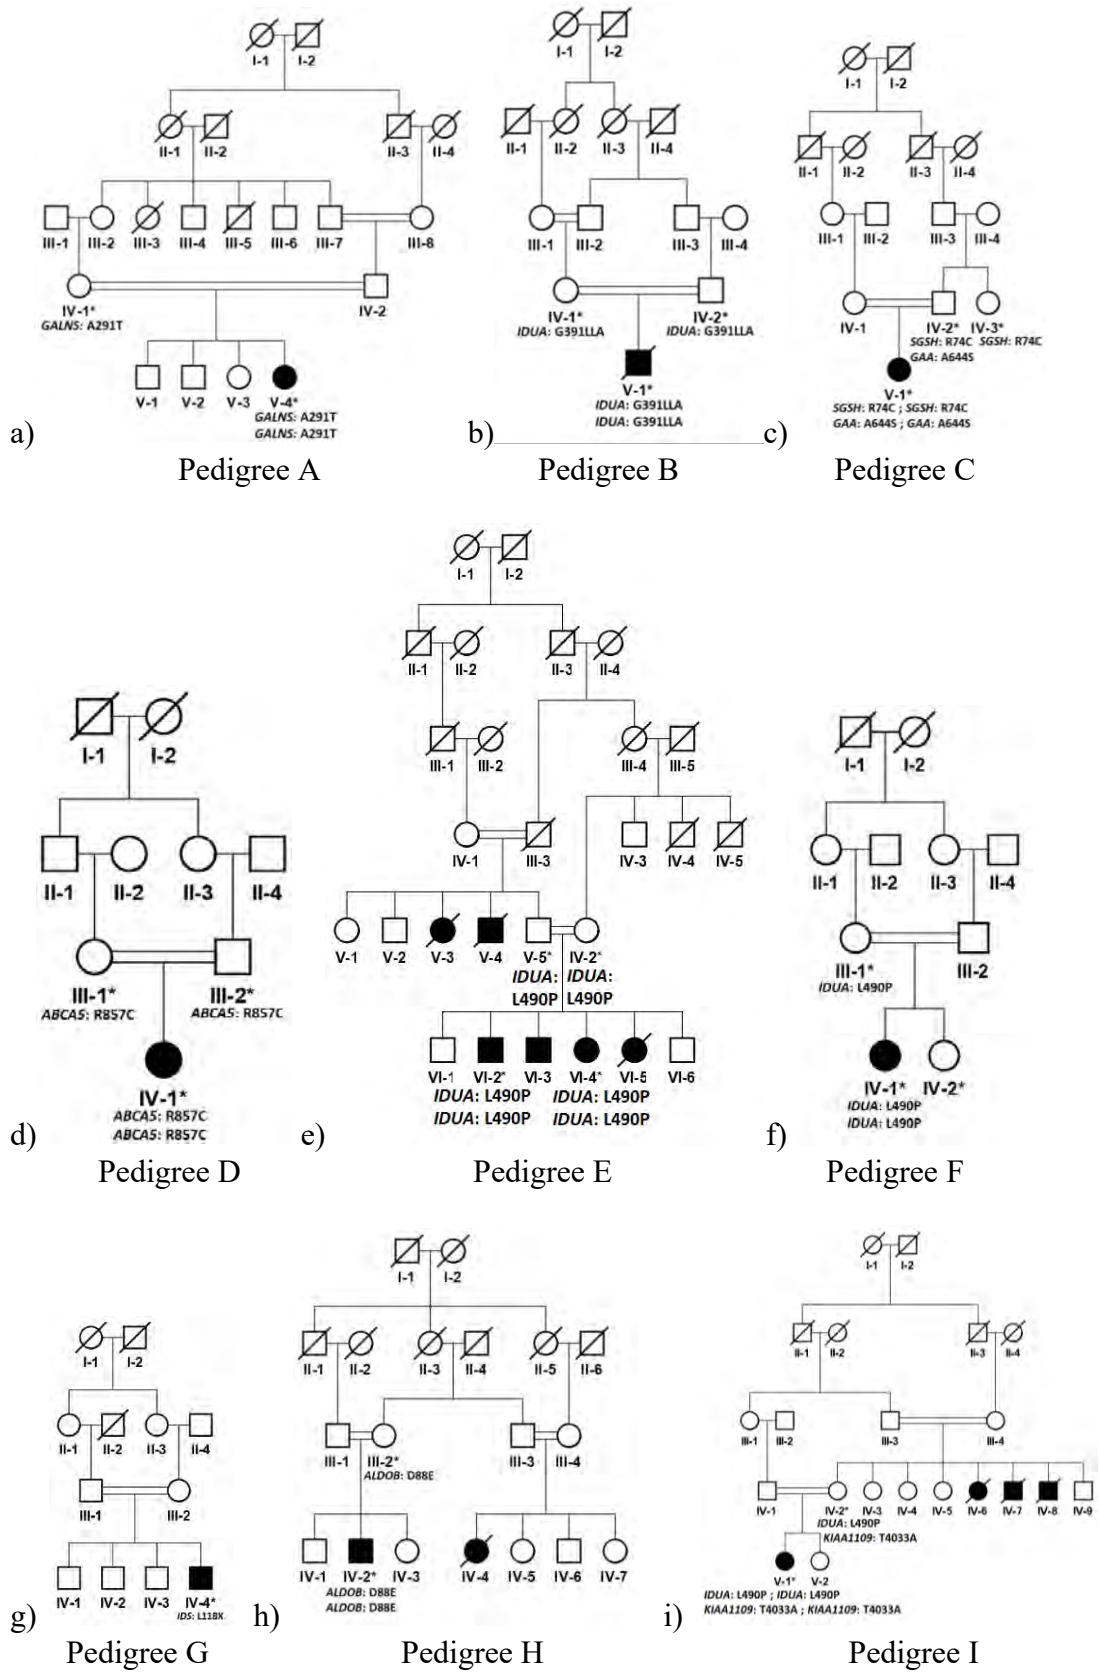 I-1 I-2
II-1 II-2 II-3 II-4
III-1 III-2 III-3 III-4 III-5 III-6 III-7 III-8
IV-1* IV-2
GALNS: A291T
V-1 V-2 V-3 V-4*
GALNS: A291T
GALNS: A291T
a)
Pedigree A
I-1 I-2
II-1 II-2 II-3 II-4
III-1 III-2 III-3 III-4
IV-1* IV-2*
IDUA: G391LLA IDUA: G391LLA
V-1*
IDUA: G391LLA
IDUA: G391LLA
b)
Pedigree B
I-1 I-2
II-1 II-2 II-3 II-4
III-1 III-2 III-3 III-4
IV-1 IV-2* IV-3*
SGSH: R74C SGSH: R74C
GAA: A644S
V-1*
SGSH: R74C ; SGSH: R74C
GAA: A644S ; GAA: A644S
c)
Pedigree C
I-1 I-2
II-1 II-2 II-3 II-4
III-1* III-2*
ABCA5: R857C ABCA5: R857C
IV-1*
ABCA5: R857C
ABCA5: R857C
d)
Pedigree D
I-1 I-2
II-1 II-2 II-3 II-4
III-1 III-2 III-4 III-5
IV-1 III-3 IV-3 IV-4 IV-5
V-1 V-2 V-3 V-4 V-5* IV-2*
IDUA: IDUA:
L490P L490P
VI-1 VI-2* VI-3 VI-4* VI-5 VI-6
IDUA: L490P IDUA: L490P
IDUA: L490P IDUA: L490P
e)
Pedigree E
I-1 I-2
II-1 II-2 II-3 II-4
III-1* III-2
IDUA: L490P
IV-1* IV-2*
IDUA: L490P
IDUA: L490P
f)
Pedigree F
I-1 I-2
II-1 II-2 II-3 II-4
III-1 III-2
IV-1 IV-2 IV-3 IV-4*
IDS: L118X
g)
Pedigree G
I-1 I-2
II-1 II-2 II-3 II-4 II-5 II-6
III-1 III-2* III-3 III-4
ALDOB: D88E
IV-1 IV-2* IV-3 IV-4 IV-5 IV-6 IV-7
ALDOB: D88E
ALDOB: D88E
h)
Pedigree H
I-1 I-2
II-1 II-2 II-3 II-4
III-1 III-2 III-3 III-4
IV-1 IV-2* IV-3 IV-4 IV-5 IV-6 IV-7 IV-8 IV-9
IDUA: L490P
KIAA1109: T4033A
V-1* V-2
IDUA: L490P ; IDUA: L490P
KIAA1109: T4033A ; KIAA1109: T4033A
i)
Pedigree I